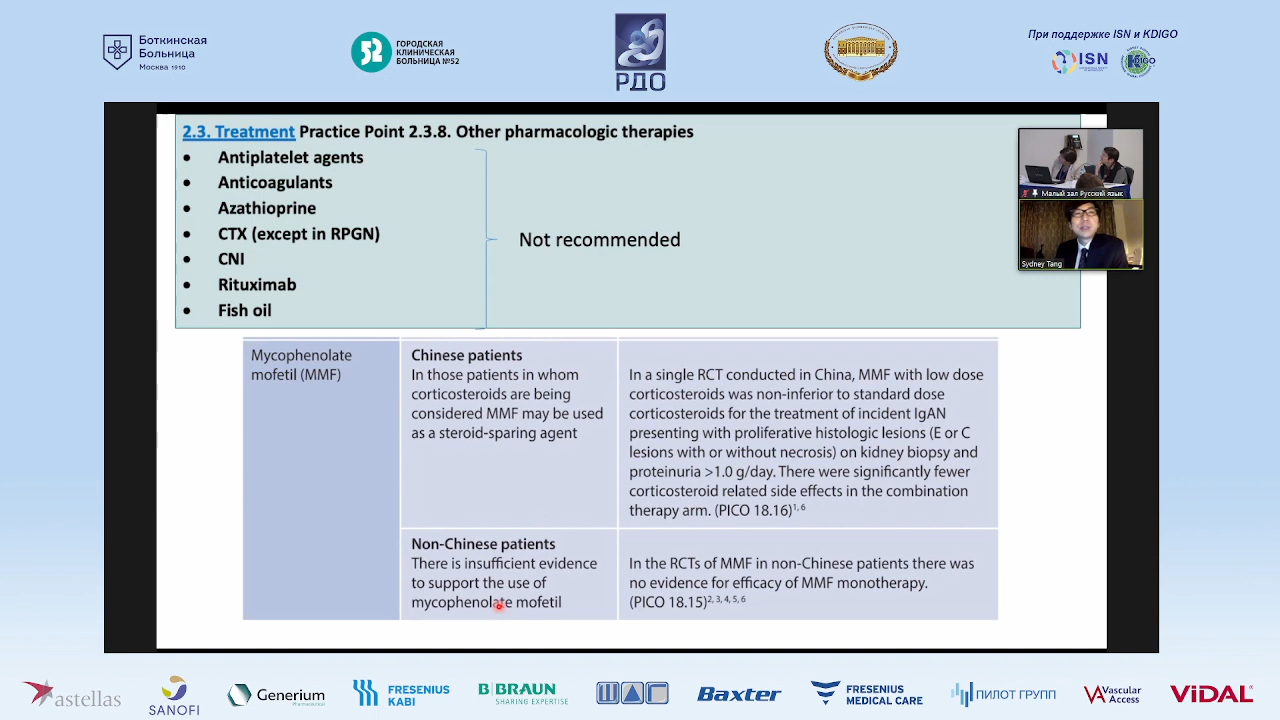 Боткинская
Больница
Москва 1910
52
ГОРОДСКАЯ
КЛИНИЧЕСКАЯ
БОЛЬНИЦА №52
РДО
При поддержке ISN и KDIGO
ISN
KDIGO
2.3. Treatment Practice Point 2.3.8. Other pharmacologic therapies
• Antiplatelet agents
• Anticoagulants
• Azathioprine
• CTX (except in RPGN)
• CNI
• Rituximab
• Fish oil
Not recommended
Малый зал Русский язык
Sydney Tang
Mycophenolate
mofetil (MMF)
Chinese patients
In those patients in whom
corticosteroids are being
considered MMF may be used
as a steroid-sparing agent
In a single RCT conducted in China, MMF with low dose
corticosteroids was non-inferior to standard dose
corticosteroids for the treatment of incident IgAN
presenting with proliferative histologic lesions (E or C
lesions with or without necrosis) on kidney biopsy and
proteinuria >1.0 g/day. There were significantly fewer
corticosteroid related side effects in the combination
therapy arm. (PICO 18.16)1, 6
Non-Chinese patients
There is insufficient evidence
to support the use of
mycophenolate mofetil
In the RCTs of MMF in non-Chinese patients there was
no evidence for efficacy of MMF monotherapy.
(PICO 18.15)2, 3, 4, 5, 6
astellas
SANOFI
Generium
Pharmaceutical
FRESENIUS
KABI
B|BRAUN
SHARING EXPERTISE
ШАГ
Baxter
FRESENIUS
MEDICAL CARE
ПИЛОТ ГРУПП
VA Vascular
Access
ViDAL